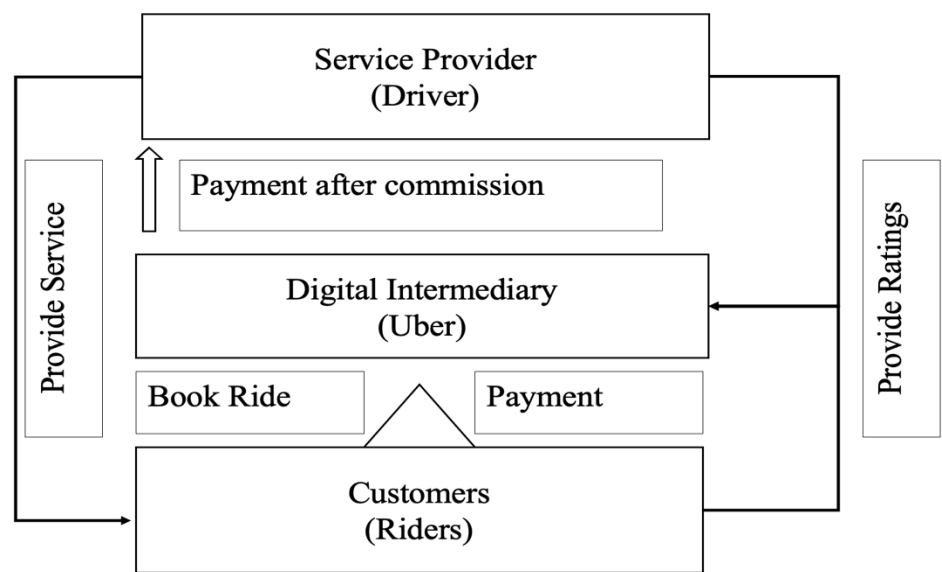 Service Provider
(Driver)
Payment after commission
Provide Service
Provide Ratings
Digital Intermediary
(Uber)
Book Ride
Payment
Customers
(Riders)